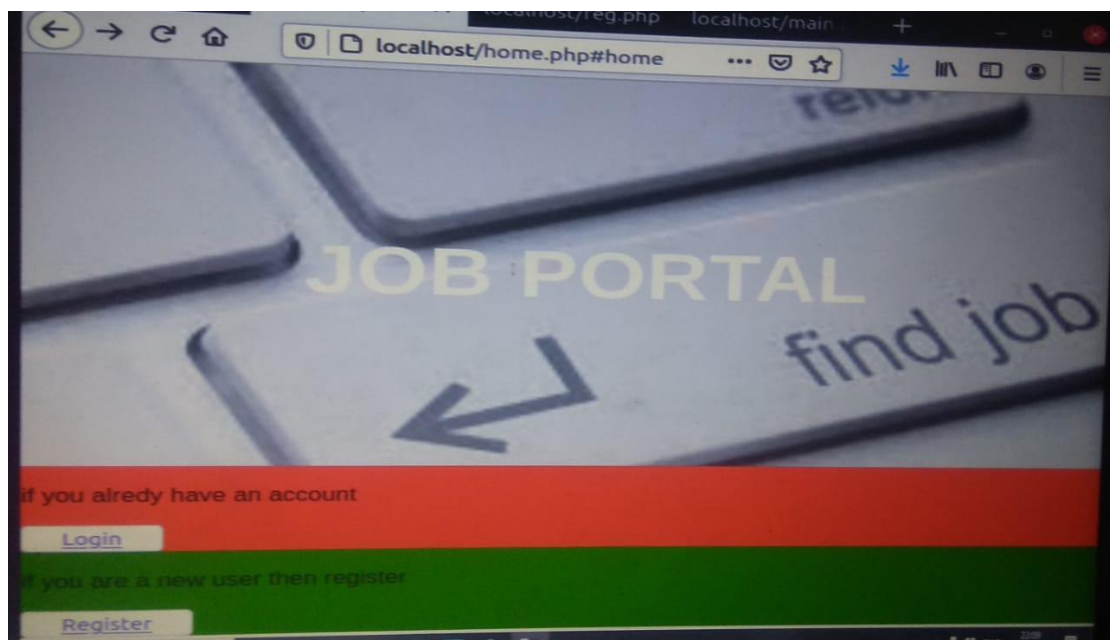 localhost/reg.php localhost/main
localhost/home.php#home
JOB PORTAL
find job
if you alredy have an account
Login
if you are a new user then register
Register